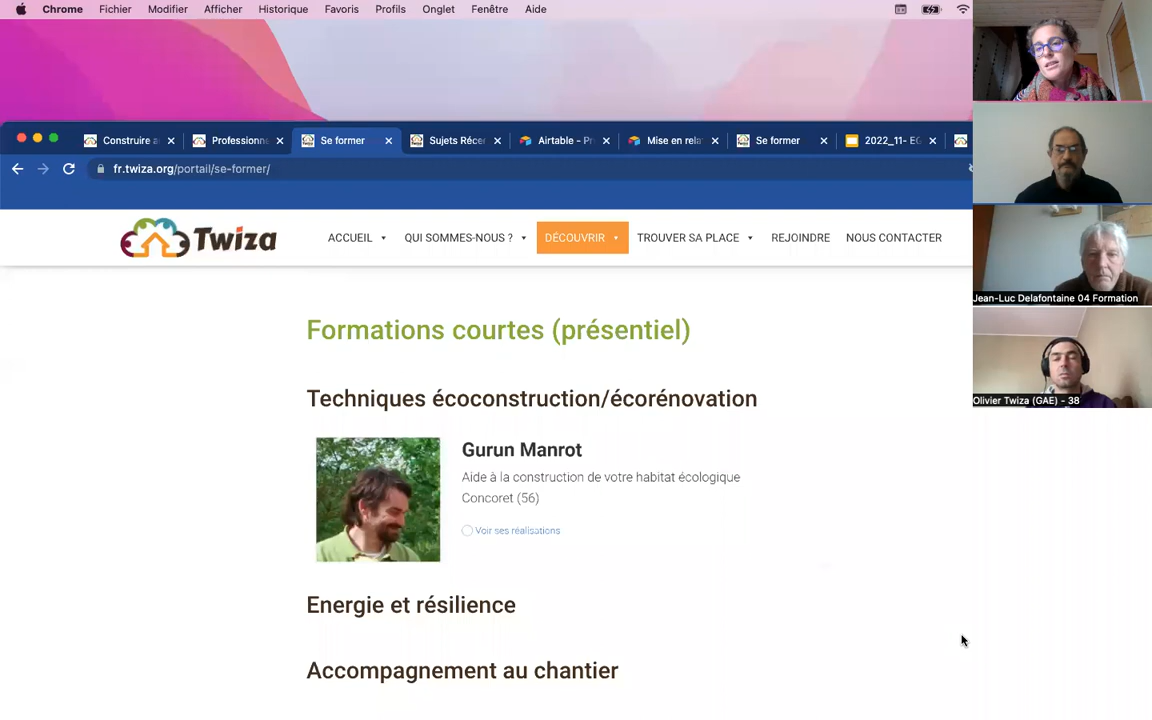 Chrome Fichier Modifier Afficher Historique Favoris Profils Onglet Fenêtre Aide
Construire a Professionne Se former Sujets Réce Airtable - Pr Mise en rela Se former 2022_11- EG
fr.twiza.org/portail/se-former/
Twiza
ACCUEIL QUI SOMMES-NOUS ? DÉCOUVRIR TROUVER SA PLACE REJOINDRE NOUS CONTACTER
Formations courtes (présentiel)
Techniques écoconstruction/écorénovation
Gurun Manrot
Aide à la construction de votre habitat écologique
Concoret (56)
Voir ses réalisations
Energie et résilience
Accompagnement au chantier
Jean-Luc Delafontaine 04 Formation
Olivier Twiza (GAE) - 38